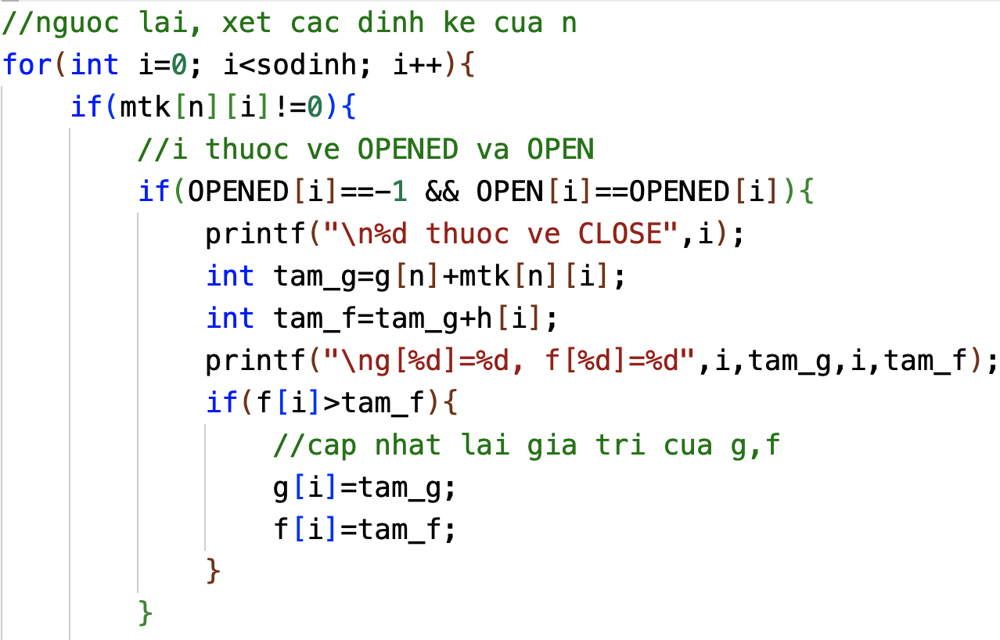 //nguoc lai, xet cac dinh ke cua n
for(int i=0; i<sodinh; i++){
if(mtk[n][i]!=0){
//i thuoc ve OPENED va OPEN
if(OPENED[i]==-1 && OPEN[i]==OPENED[i]){
printf("\n%d thuoc ve CLOSE",i);
int tam_g=g[n]+mtk[n][i];
int tam_f=tam_g+h[i];
printf("\ng[%d]=%d, f[%d]=%d",i,tam_g,i,tam_f);
if(f[i]>tam_f){
//cap nhat lai gia tri cua g,f
g[i]=tam_g;
f[i]=tam_f;
}
}